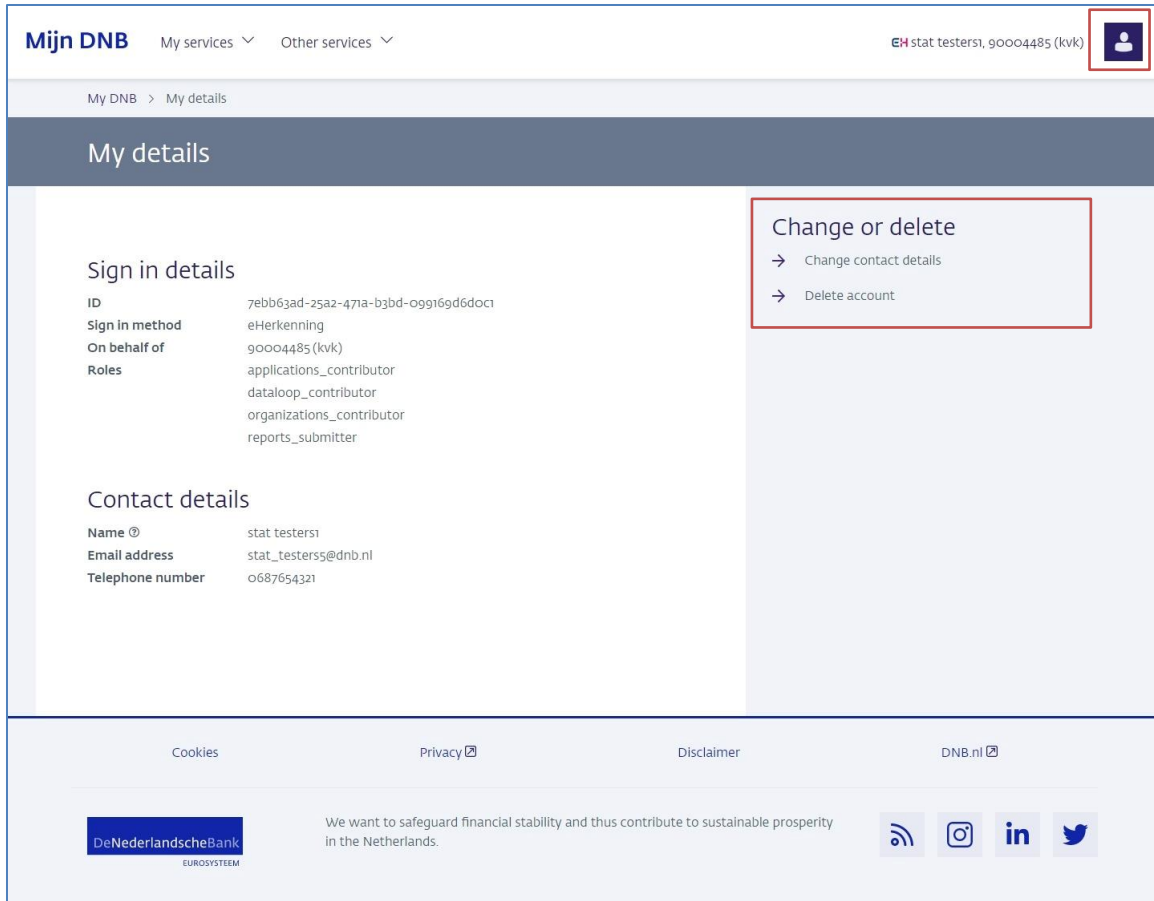 Mijn DNB My services Other services EH stat testers1, 90004485 (kvk)
My DNB > My details
My details
Change or delete
→ Change contact details
→ Delete account
Sign in details
ID 7ebb63ad-25a2-471a-b3bd-099169d6d0c1
Sign in method eHerkenning
On behalf of 90004485 (kvk)
Roles applications_contributor
dataloop_contributor
organizations_contributor
reports_submitter
Contact details
Name stat testers1
Email address stat_testers5@dnb.nl
Telephone number 0687654321
Cookies Privacy Disclaimer DNB.nl
DeNederlandscheBank
EUROSYSTEEM
We want to safeguard financial stability and thus contribute to sustainable prosperity
in the Netherlands.
in